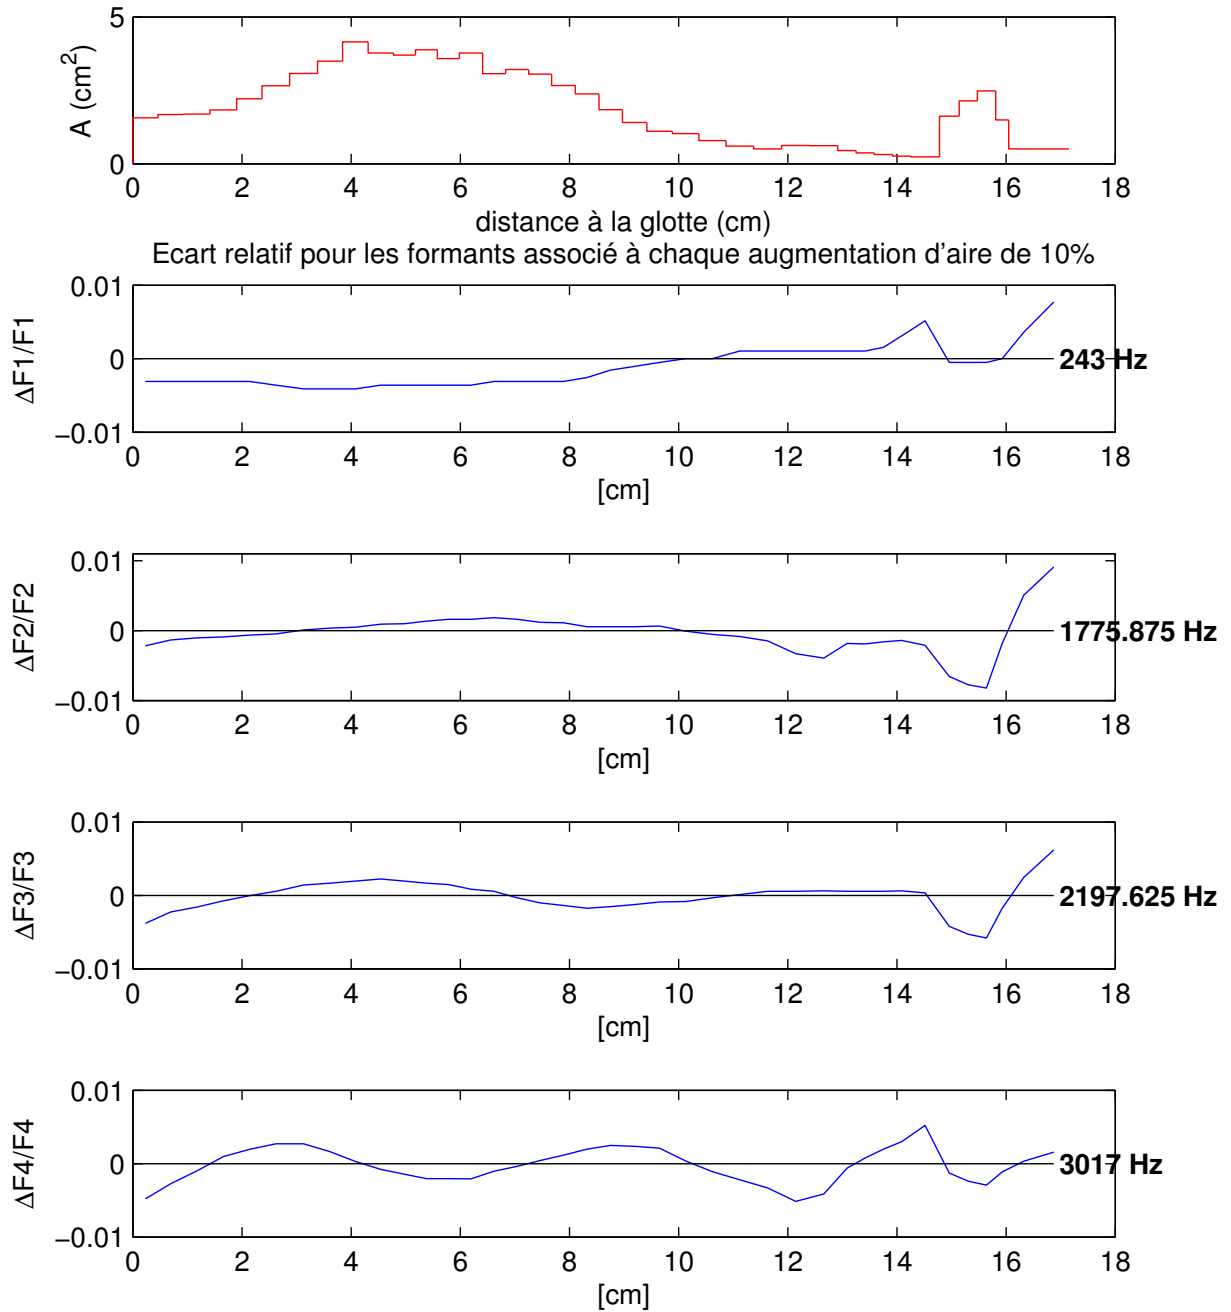 5
A (cm2)
0
0 2 4 6 8 10 12 14 16 18
distance à la glotte (cm)
Ecart relatif pour les formants associé à chaque augmentation d'aire de 10%
0.01
ΔF1/F1
0
243 Hz
−0.01
0 2 4 6 8 10 12 14 16 18
[cm]
0.01
ΔF2/F2
0
1775.875 Hz
−0.01
0 2 4 6 8 10 12 14 16 18
[cm]
0.01
ΔF3/F3
0
2197.625 Hz
−0.01
0 2 4 6 8 10 12 14 16 18
[cm]
0.01
ΔF4/F4
0
3017 Hz
−0.01
0 2 4 6 8 10 12 14 16 18
[cm]